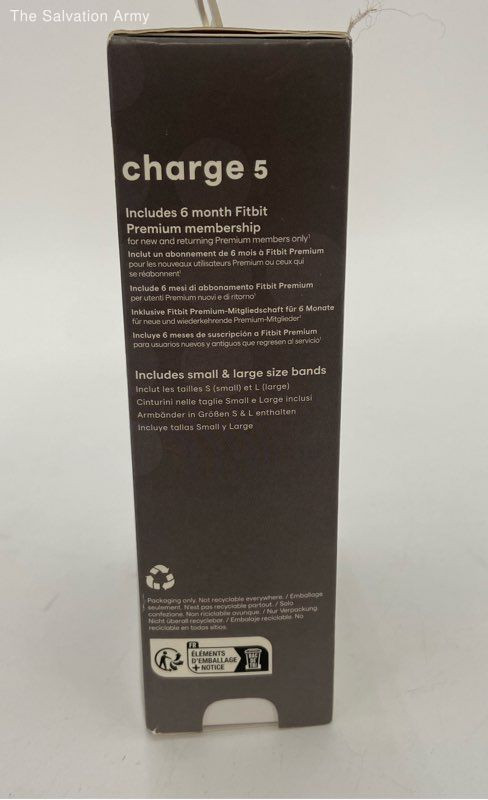 The Salvation Army
charge 5
Includes 6 month Fitbit
Premium membership
for new and returning Premium members only¹
Inclut un abonnement de 6 mois à Fitbit Premium
pour les nouveaux utilisateurs Premium ou ceux qui
se réabonnent¹
Include 6 mesi di abbonamento Fitbit Premium
per utenti Premium nuovi e di ritorno¹
Inklusive Fitbit Premium-Mitgliedschaft für 6 Monate
für neue und wiederkehrende Premium-Mitglieder¹
Incluye 6 meses de suscripción a Fitbit Premium
para usuarios nuevos y antiguos que regresen al servicio¹
Includes small & large size bands
Inclut les tailles S (small) et L (large)
Cinturini nelle taglie Small e Large inclusi
Armbänder in Größen S & L enthalten
Incluye tallas Small y Large
Packaging only. Not recyclable everywhere. / Emballage
seulement. N'est pas recyclable partout. / Solo
confezione. Non riciclabile ovunque. / Nur Verpackung.
Nicht überall recycelbar. / Embalaje reciclable. No
reciclable en todos sitios.
FR
ÉLÉMENTS
D'EMBALLAGE
+ NOTICE
BAC DE TRI